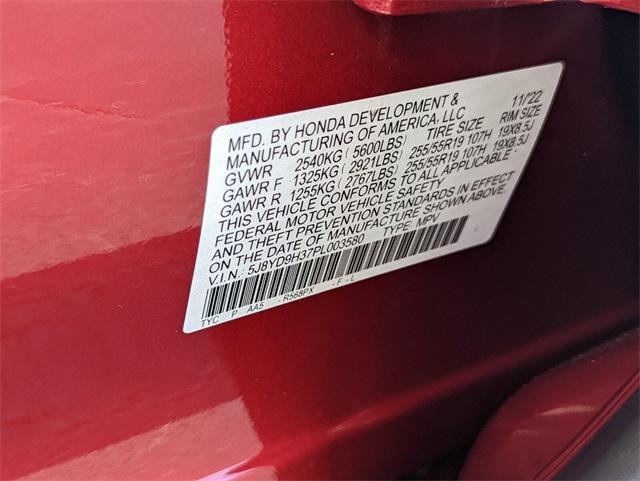 MFD. BY HONDA DEVELOPMENT & 11/22
MANUFACTURING OF AMERICA, LLC TIRE SIZE RIM SIZE
GVWR 2540KG ( 5600LBS)
GAWR F 1325KG ( 2921LBS) 255/55R19 107H 19X8.5J
GAWR R 1255KG ( 2767LBS) 255/55R19 107H 19X8.5J
THIS VEHICLE CONFORMS TO ALL APPLICABLE
FEDERAL MOTOR VEHICLE SAFETY
AND THEFT PREVENTION STANDARDS IN EFFECT
ON THE DATE OF MANUFACTURE SHOWN ABOVE.
V.I.N.: 5J8YD9H37PL003580 TYPE: MPV
TYC P AA5 - R568PX - F - L